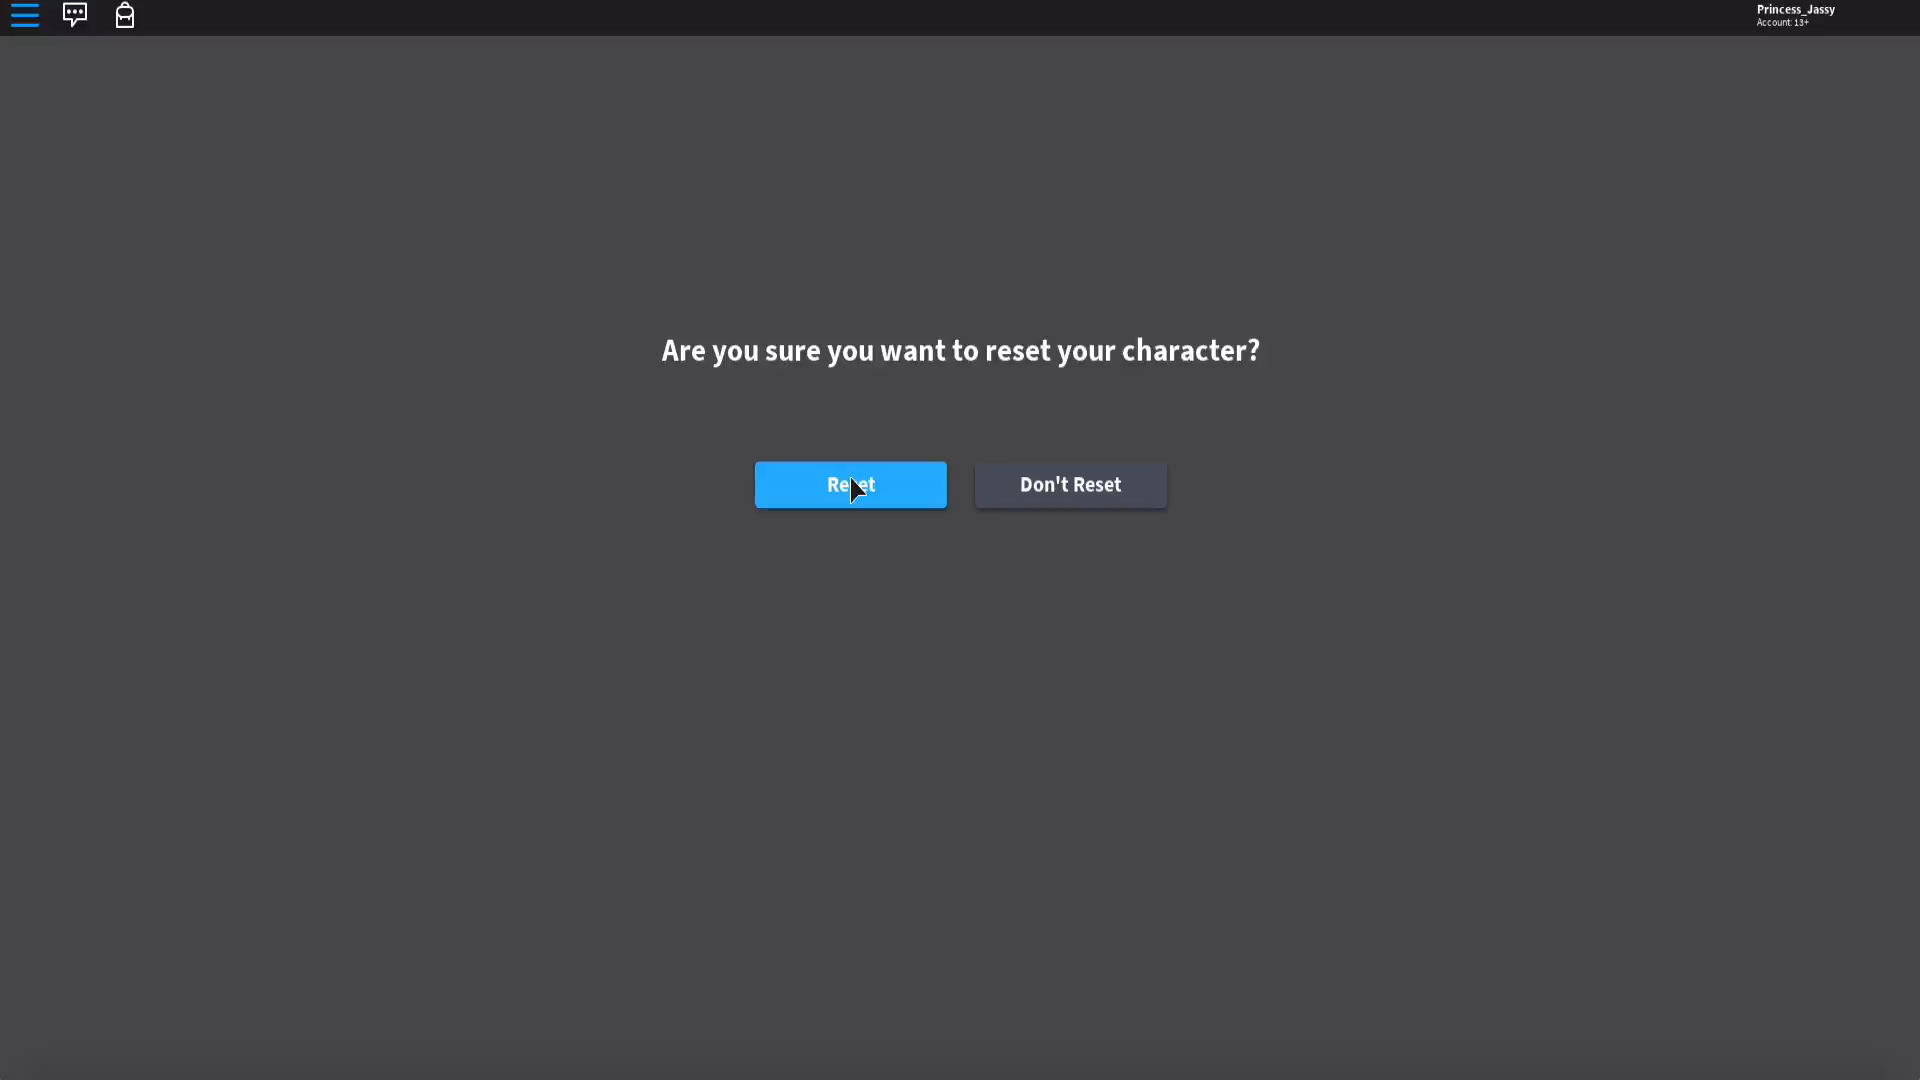 Princess_Jassy
Account: 13+
Are you sure you want to reset your character?
Reset
Don't Reset